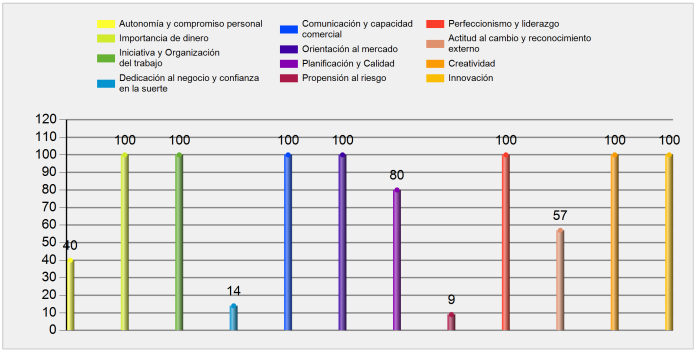 Autonomía y compromiso personal
Importancia de dinero
Iniciativa y Organización
del trabajo
Dedicación al negocio y confianza
en la suerte
Comunicación y capacidad
comercial
Orientación al mercado
Planificación y Calidad
Propensión al riesgo
Perfeccionismo y liderazgo
Actitud al cambio y reconocimiento
externo
Creatividad
Innovación
120
100
100
80
60
40
20
0
110
90
70
50
30
10
40
100
100
14
100
100
80
9
100
57
100
100